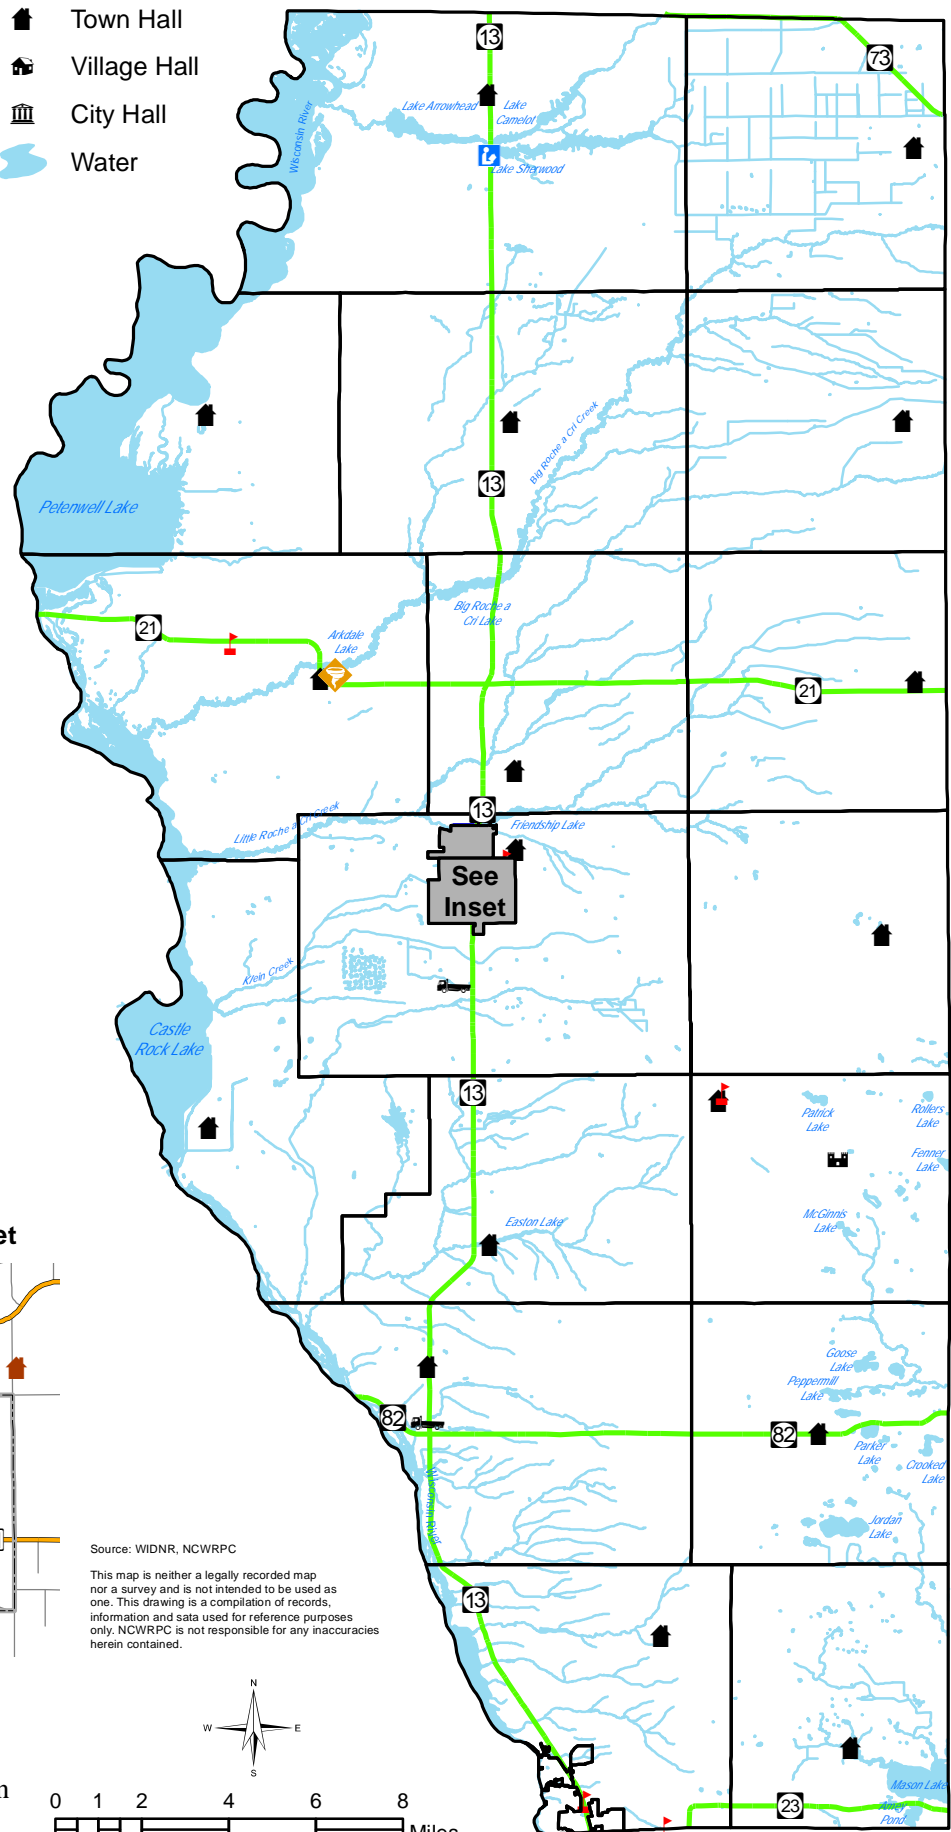 Town Hall
Village Hall
City Hall
Water
13
73
Wisconsin River
Lake Arrowhead
Lake
Camelot
Lake Sherwood
Big Roche a Cri Creek
13
Petenwell Lake
21
Arkdale
Lake
Big Roche a
Cri Lake
21
13
Little Roche a Cri Creek
Friendship Lake
See
Inset
Klein Creek
Castle
Rock Lake
13
Patrick
Lake
Rollers
Lake
Fenner
Lake
McGinnis
Lake
Easton Lake
et
Goose
Lake
Peppermill
Lake
82
82
Parker
Lake
Crooked
Lake
Wisconsin River
Jordan
Lake
Source: WIDNR, NCWRPC
This map is neither a legally recorded map
nor a survey and is not intended to be used as
one. This drawing is a compilation of records,
information and sata used for reference purposes
only. NCWRPC is not responsible for any inaccuracies
herein contained.
13
N
W E
S
Mason Lake
Amey
Pond
23
n
0 1 2 4 6 8
Miles